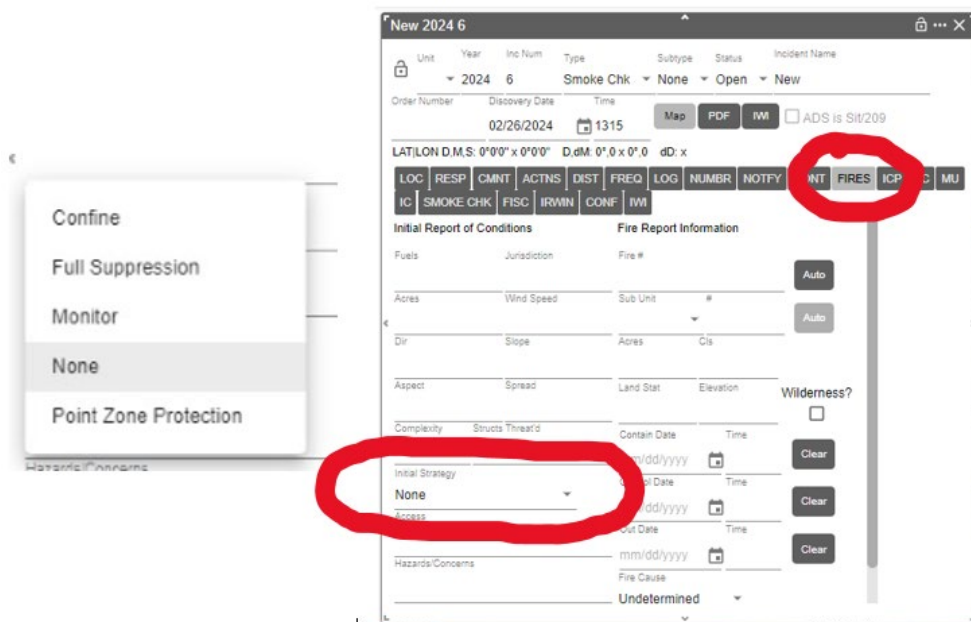 Confine
Full Suppression
Monitor
None
Point Zone Protection
Hazards/Concerns
New 2024 6
Unit Year Inc Num Type Subtype Status Incident Name
2024 6 Smoke Chk None Open New
Order Number Discovery Date Time
02/26/2024 1315 Map PDF IWI ADS is Sit/209
LAT|LON D,M,S: 0°0'0" x 0°0'0" D,dM: 0°,0 x 0°,0 dD: x
LOC RESP CMNT ACTNS DIST FREQ LOG NUMBR NOTFY FIRES ICP MU
IC SMOKE CHK FISC IRWIN CONF IWI
Initial Report of Conditions Fire Report Information
Fuels Jurisdiction Fire #
Auto
Acres Wind Speed Sub Unit #
Auto
Dir Slope Acres Cls
Aspect Spread Land Stat Elevation Wilderness?
Complexity Structs Threat'd Contain Date Time
mm/dd/yyyy Clear
Initial Strategy Date Time
None mm/dd/yyyy Clear
Access Out Date Time
mm/dd/yyyy Clear
Hazards/Concerns
Fire Cause
Undetermined